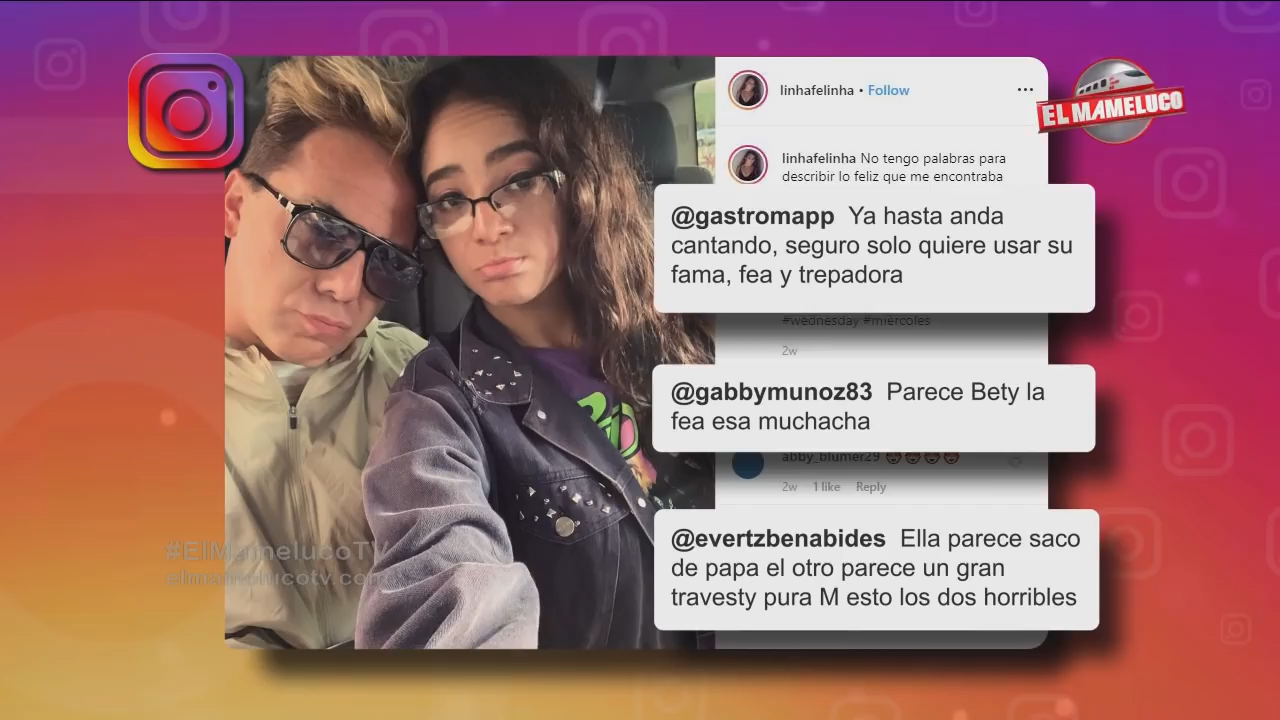 EL MAMELUCO
linhafelinha • Follow
linhafelinha No tengo palabras para
describir lo feliz que me encontraba
@gastromapp Ya hasta anda
cantando, seguro solo quiere usar su
fama, fea y trepadora
#wednesday #miércoles
2w
@gabbymunoz83 Parece Bety la
fea esa muchacha
abby_blumer29
2w 1 like Reply
@evertzbenabides Ella parece saco
de papa el otro parece un gran
travesty pura M esto los dos horribles
#ElMamelucoTV
elmamelucotv.com